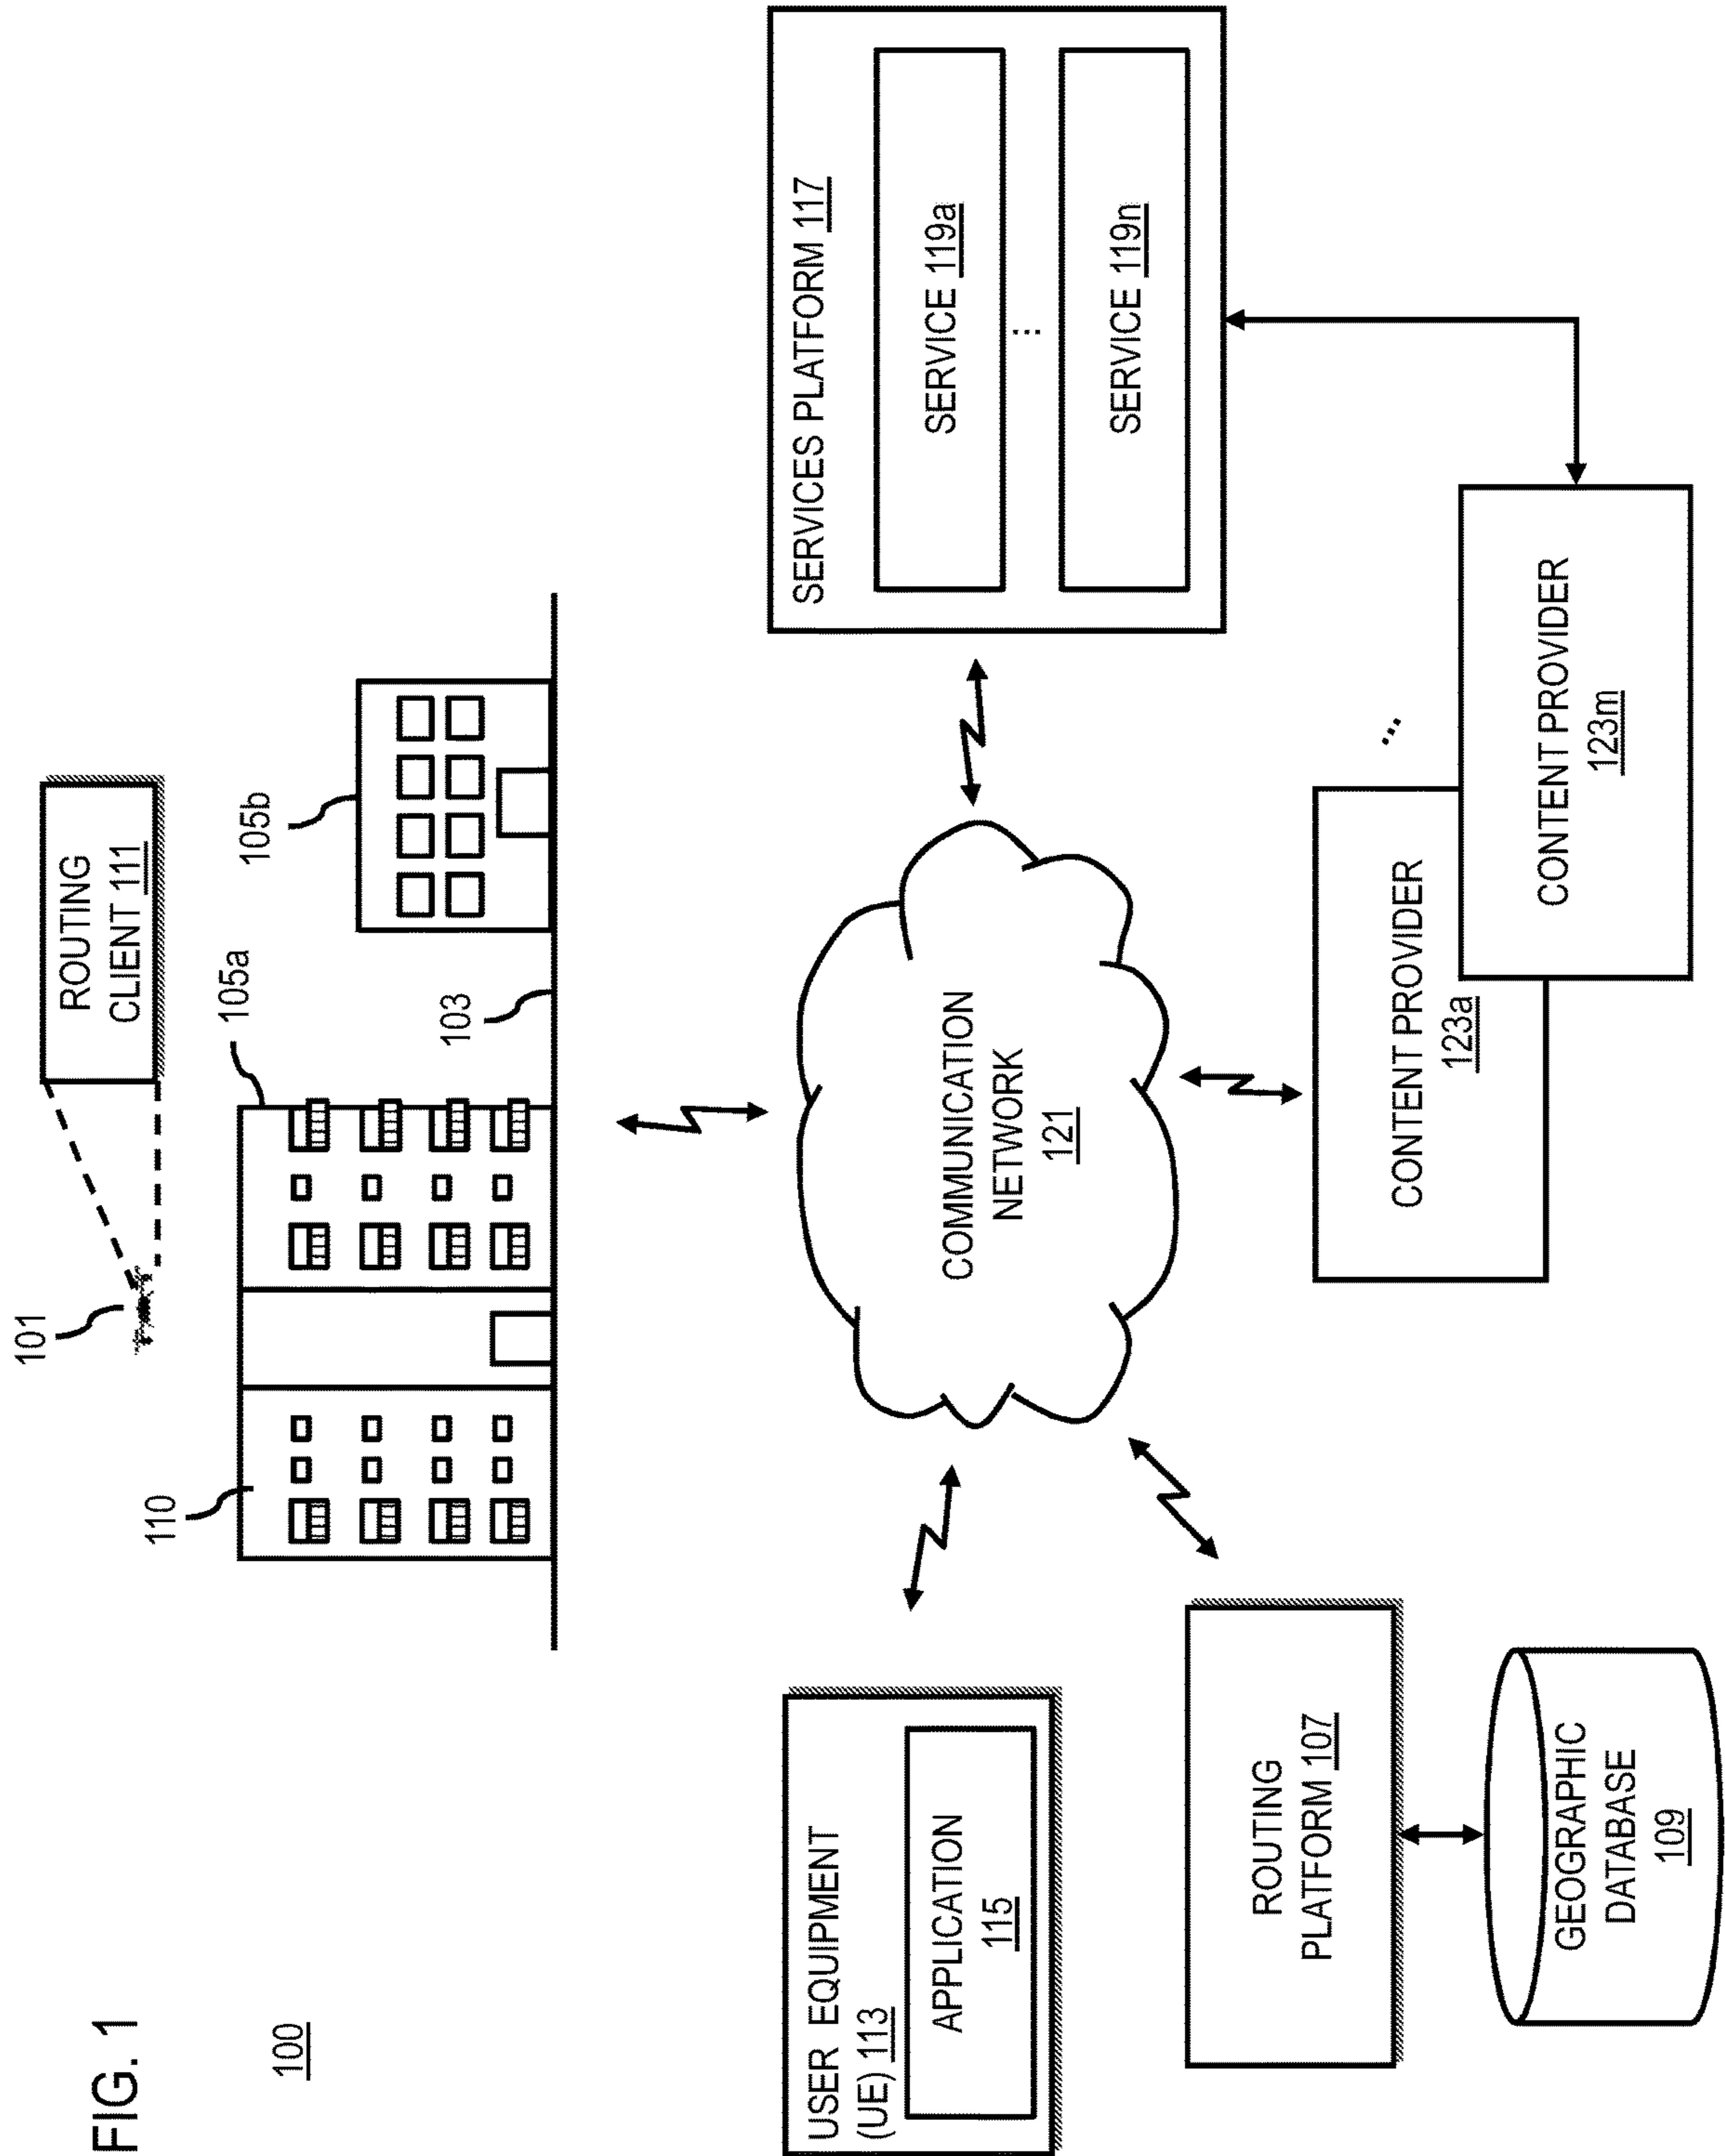 FIG. 1
100
101
ROUTING
CLIENT 111
110
105a
105b
103
USER EQUIPMENT
(UE) 113
APPLICATION
115
COMMUNICATION
NETWORK
121
SERVICES PLATFORM 117
SERVICE 119a
...
SERVICE 119n
ROUTING
PLATFORM 107
GEOGRAPHIC
DATABASE
109
CONTENT PROVIDER
123a
...
CONTENT PROVIDER
123m